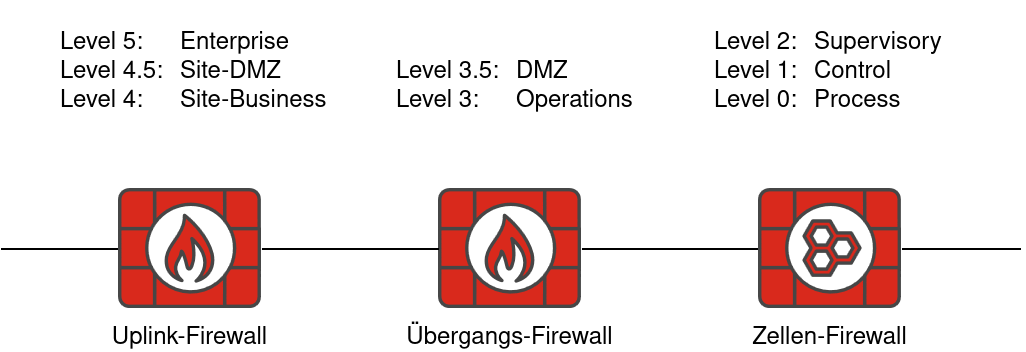 Level 5: Enterprise
Level 4.5: Site-DMZ
Level 4: Site-Business
Level 3.5: DMZ
Level 3: Operations
Level 2: Supervisory
Level 1: Control
Level 0: Process
Uplink-Firewall
Übergangs-Firewall
Zellen-Firewall